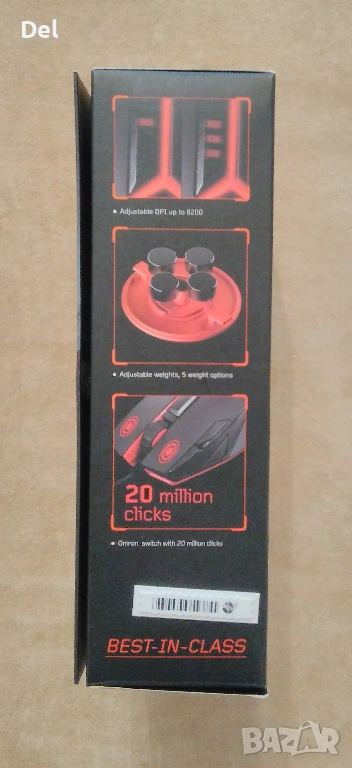 Del
• Adjustable DPI up to 8200
• Adjustable weights, 5 weight options
20 million
clicks
• Omron switch with 20 million clicks
BEST-IN-CLASS
BAZAR